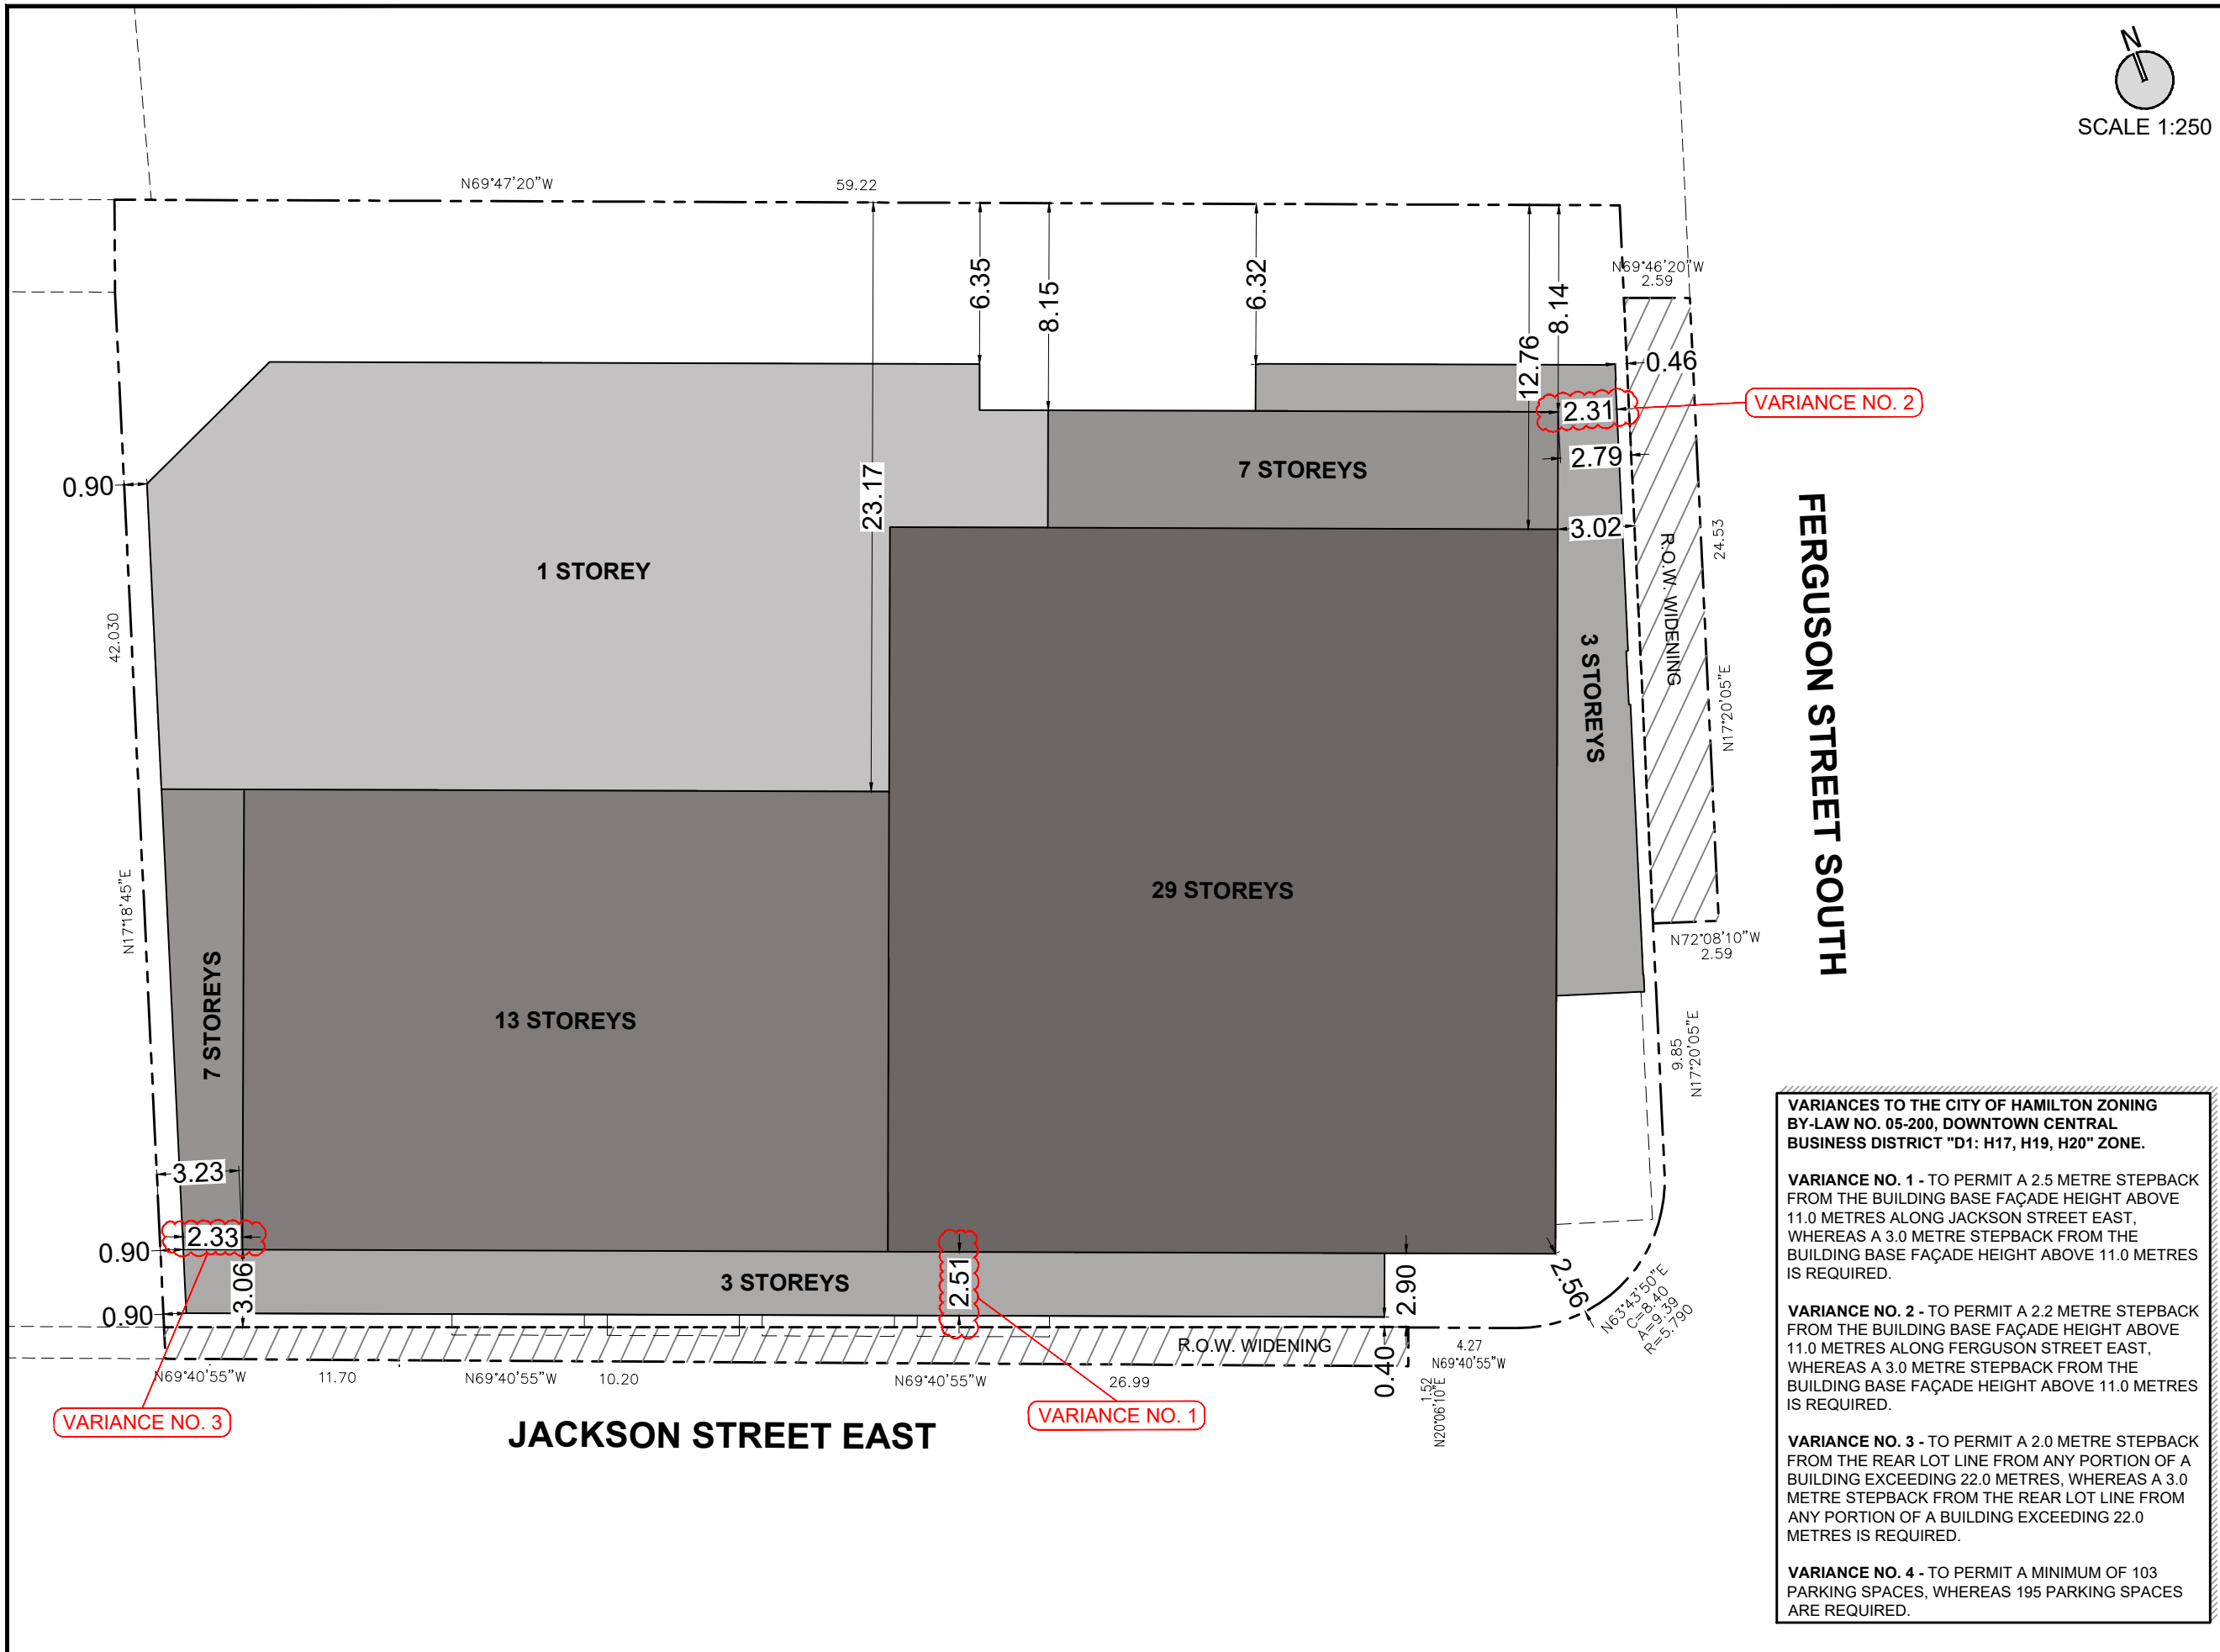 N
SCALE 1:250
N69°47'20"W
59.22
N69°46'20"W
2.59
6.35
8.15
6.32
12.76
8.14
0.46
2.31
VARIANCE NO. 2
2.79
7 STOREYS
3.02
0.90
23.17
1 STOREY
42.030
24.53
R.O.W. WIDENING
3 STOREYS
N17°20'05"E
FERGUSON STREET SOUTH
N17°18'45"E
29 STOREYS
N72°08'10"W
2.59
7 STOREYS
13 STOREYS
9.85
N17°20'05"E
3.23
2.33
0.90
3.06
3 STOREYS
2.51
2.90
2.56
N63°43'50"E
C=8.40
A=9.39
R=5.790
0.90
R.O.W. WIDENING
0.40
4.27
N69°40'55"W
N69°40'55"W
11.70
N69°40'55"W
10.20
N69°40'55"W
26.99
1.52
N20°06'10"E
VARIANCE NO. 3
VARIANCE NO. 1
JACKSON STREET EAST
VARIANCES TO THE CITY OF HAMILTON ZONING
BY-LAW NO. 05-200, DOWNTOWN CENTRAL
BUSINESS DISTRICT "D1: H17, H19, H20" ZONE.
VARIANCE NO. 1 - TO PERMIT A 2.5 METRE STEPBACK
FROM THE BUILDING BASE FAÇADE HEIGHT ABOVE
11.0 METRES ALONG JACKSON STREET EAST,
WHEREAS A 3.0 METRE STEPBACK FROM THE
BUILDING BASE FAÇADE HEIGHT ABOVE 11.0 METRES
IS REQUIRED.
VARIANCE NO. 2 - TO PERMIT A 2.2 METRE STEPBACK
FROM THE BUILDING BASE FAÇADE HEIGHT ABOVE
11.0 METRES ALONG FERGUSON STREET EAST,
WHEREAS A 3.0 METRE STEPBACK FROM THE
BUILDING BASE FAÇADE HEIGHT ABOVE 11.0 METRES
IS REQUIRED.
VARIANCE NO. 3 - TO PERMIT A 2.0 METRE STEPBACK
FROM THE REAR LOT LINE FROM ANY PORTION OF A
BUILDING EXCEEDING 22.0 METRES, WHEREAS A 3.0
METRE STEPBACK FROM THE REAR LOT LINE FROM
ANY PORTION OF A BUILDING EXCEEDING 22.0
METRES IS REQUIRED.
VARIANCE NO. 4 - TO PERMIT A MINIMUM OF 103
PARKING SPACES, WHEREAS 195 PARKING SPACES
ARE REQUIRED.